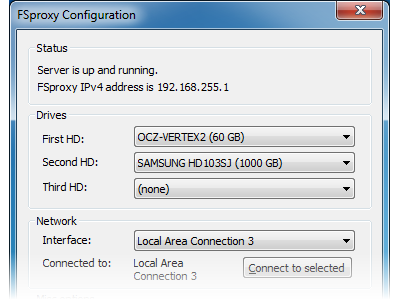 FSproxy Configuration
Status
Server is up and running.
FSproxy IPv4 address is 192.168.255.1
Drives
First HD: OCZ-VERTEX2 (60 GB)
Second HD: SAMSUNG HD103SJ (1000 GB)
Third HD: (none)
Network
Interface: Local Area Connection 3
Connected to: Local Area
Connection 3
Connect to selected